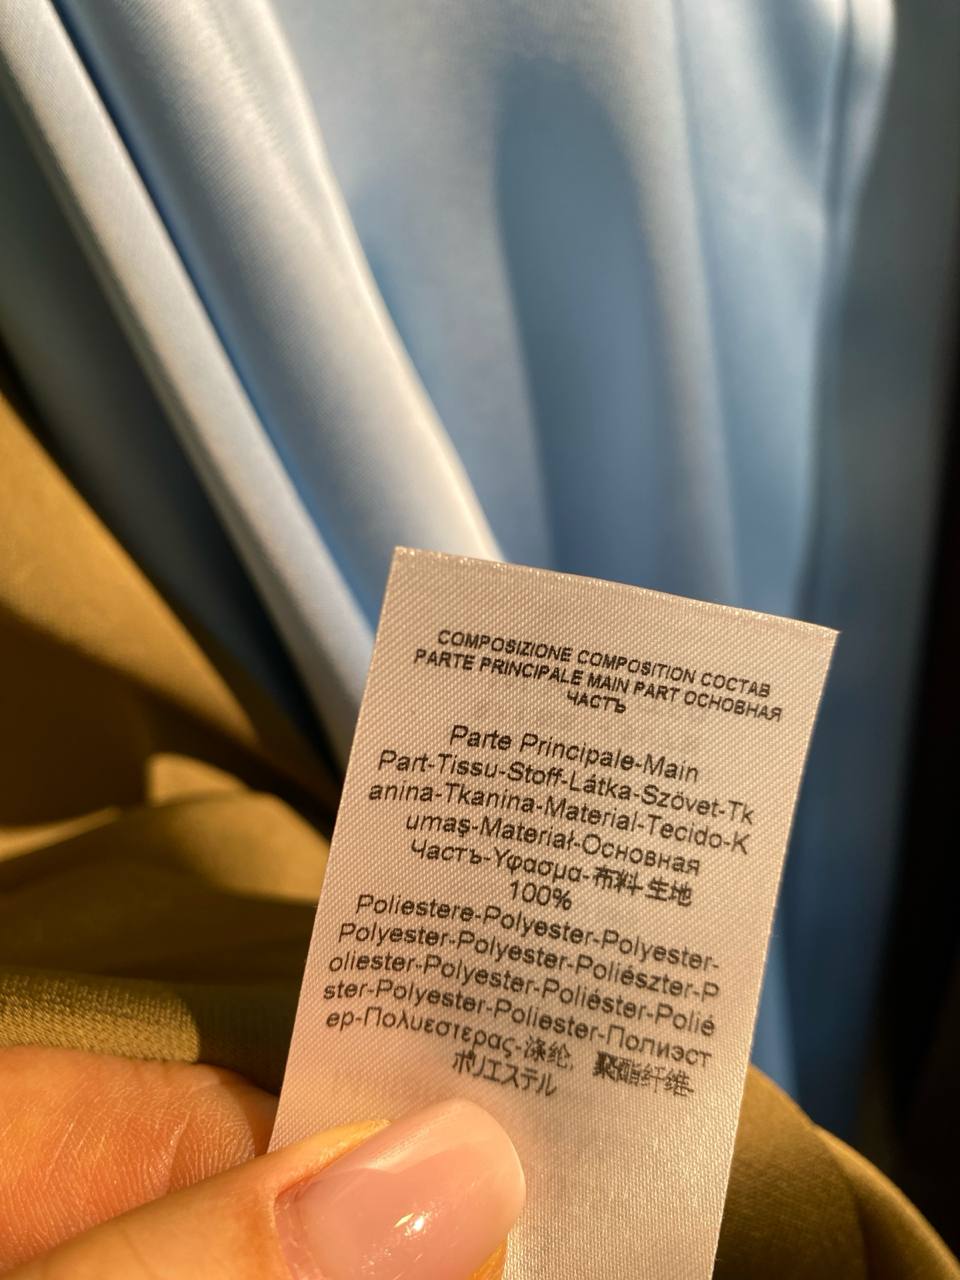 COMPOSIZIONE COMPOSITION СОСТАВ
PARTE PRINCIPALE MAIN PART ОСНОВНАЯ
ЧАСТЪ
Parte Principale-Main
Part-Tissu-Stoff-Látka-Szövet-Tk
anina-Tkanina-Material-Tecido-K
umaş-Materiał-Основная
Частъ-Υφασμα-布料-生地
100%
Poliestere-Polyester-Polyester-
Polyester-Polyester-Poliészter-P
oliester-Polyester-Poliéster-Polié
ster-Polyester-Poliester-Полиэст
ер-Πολυεστερας-涤纶, 聚酯纤维-
ポリエステル